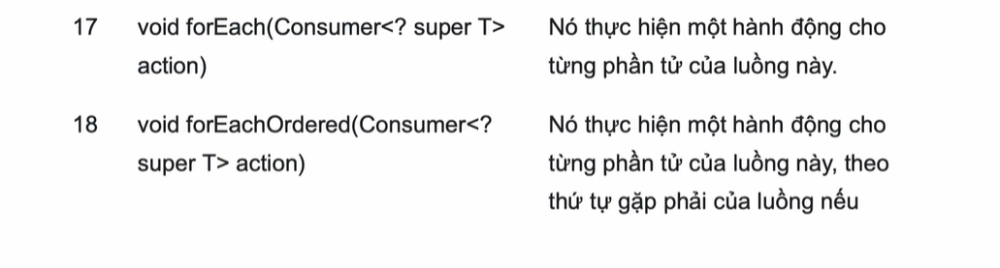 17 void forEach(Consumer<? super T> Nó thực hiện một hành động cho
action) từng phần tử của luồng này.
18 void forEachOrdered(Consumer<? Nó thực hiện một hành động cho
super T> action) từng phần tử của luồng này, theo
thứ tự gặp phải của luồng nếu